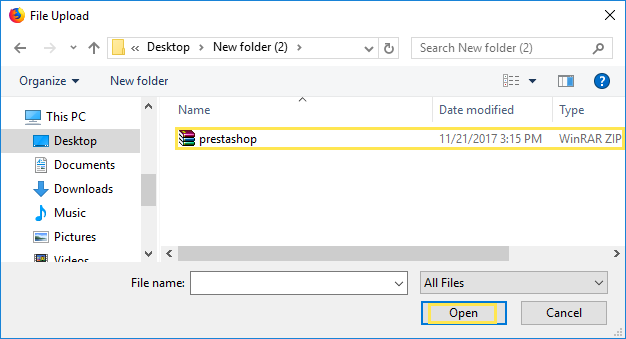 File Upload
« Desktop > New folder (2) >
Search New folder (2)
Organize
New folder
Name Date modified Type
This PC
Desktop
Documents
Downloads
Music
Pictures
Videos
prestashop 11/21/2017 3:15 PM WinRAR ZIP
File name:
All Files
Open Cancel